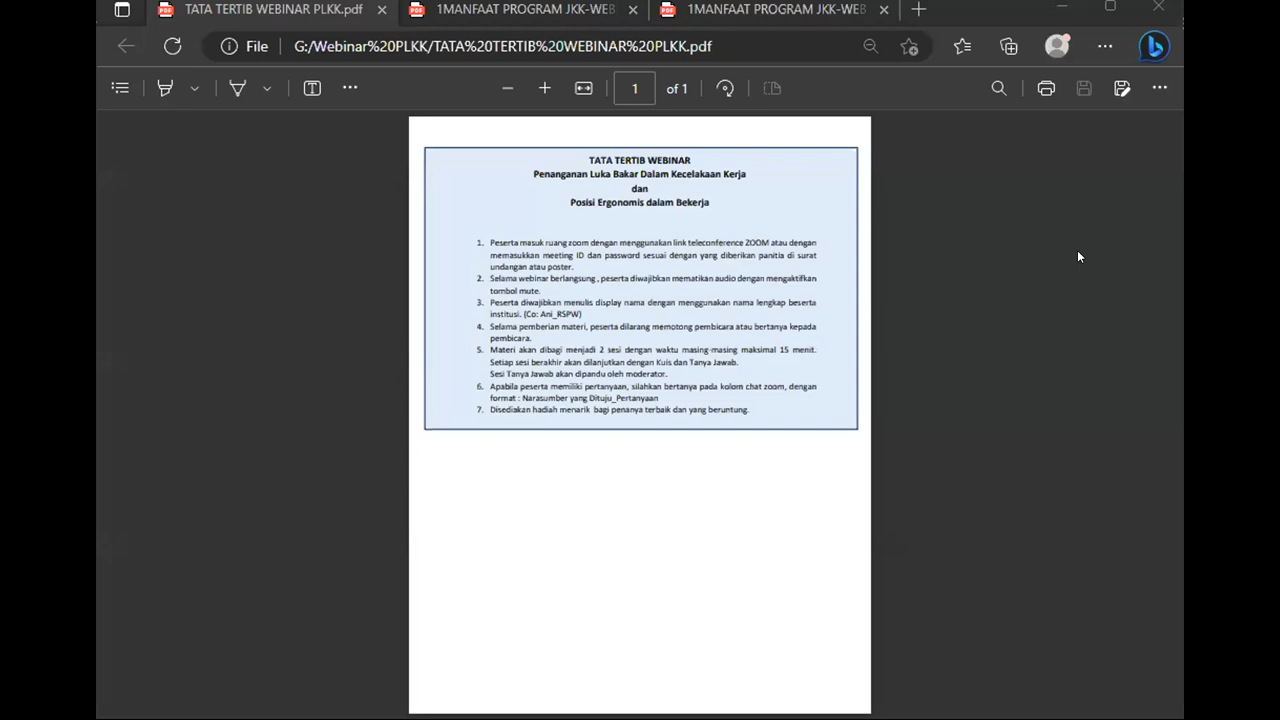 TATA TERTIB WEBINAR PLKK.pdf
1MANFAAT PROGRAM JKK-WEB
1MANFAAT PROGRAM JKK-WEB
File
G:/Webinar%20PLKK/TATA%20TERTIB%20WEBINAR%20PLKK.pdf
1 of 1
TATA TERTIB WEBINAR
Penanganan Luka Bakar Dalam Kecelakaan Kerja
dan
Posisi Ergonomis dalam Bekerja
1. Peserta masuk ruang zoom dengan menggunakan link teleconference ZOOM atau dengan
memasukkan meeting ID dan password sesuai dengan yang diberikan panitia di surat
undangan atau poster.
2. Selama webinar berlangsung , peserta diwajibkan mematikan audio dengan mengaktifkan
tombol mute.
3. Peserta diwajibkan menulis display nama dengan menggunakan nama lengkap beserta
institusi. (Co: Ani_RSPW)
4. Selama pemberian materi, peserta dilarang memotong pembicara atau bertanya kepada
pembicara.
5. Materi akan dibagi menjadi 2 sesi dengan waktu masing-masing maksimal 15 menit.
Setiap sesi berakhir akan dilanjutkan dengan Kuis dan Tanya Jawab.
Sesi Tanya Jawab akan dipandu oleh moderator.
6. Apabila peserta memiliki pertanyaan, silahkan bertanya pada kolom chat zoom, dengan
format : Narasumber yang Dituju_Pertanyaan
7. Disediakan hadiah menarik bagi penanya terbaik dan yang beruntung.